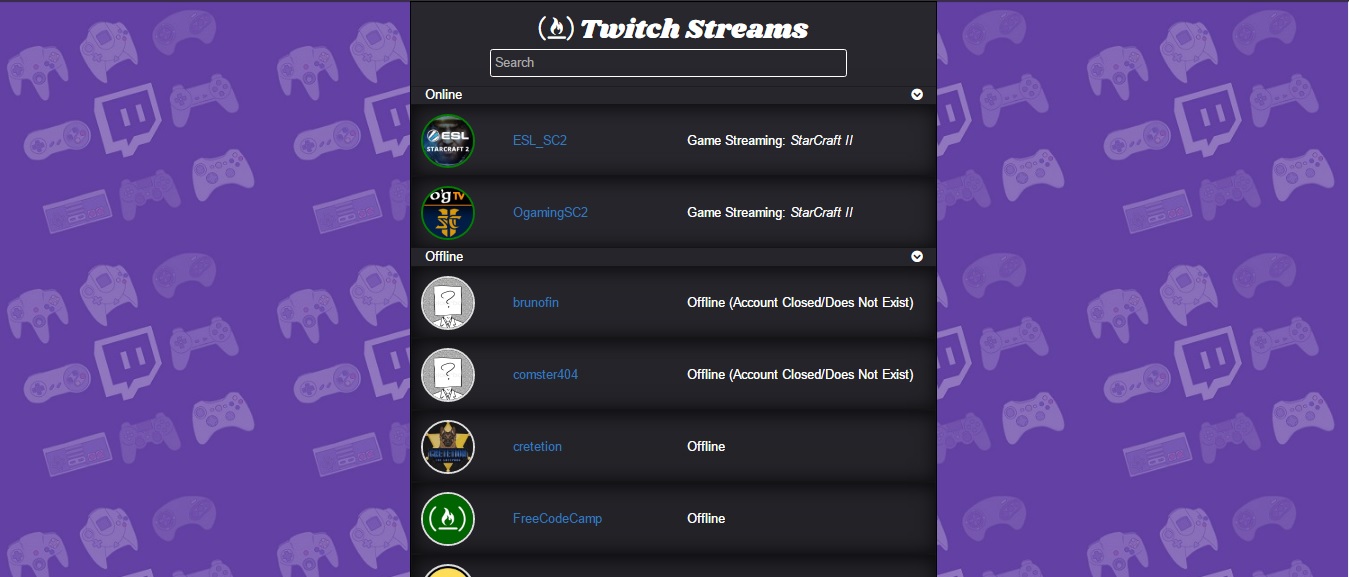 Twitch Streams
Search
Online
ESL
STARCRAFT 2
ESL_SC2 Game Streaming: StarCraft II
o'g TV
OgamingSC2 Game Streaming: StarCraft II
Offline
?
brunofin Offline (Account Closed/Does Not Exist)
?
comster404 Offline (Account Closed/Does Not Exist)
cretetion Offline
FreeCodeCamp Offline